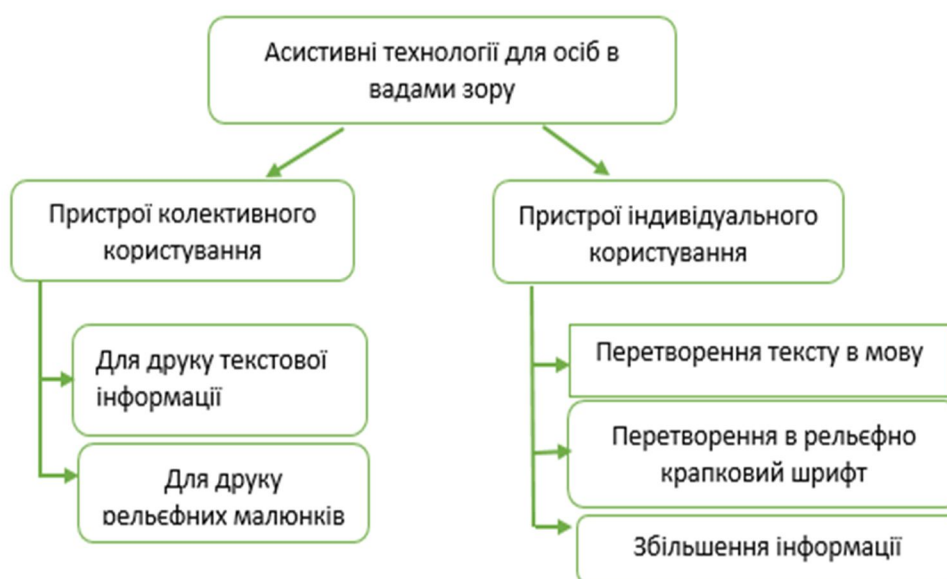 Асистивні технології для осіб в
вадами зору
Пристрої колективного
користування
Для друку текстової
інформації
Для друку
рельєфних малюнків
Пристрої індивідуального
користування
Перетворення тексту в мову
Перетворення в рельєфно
крапковий шрифт
Збільшення інформації